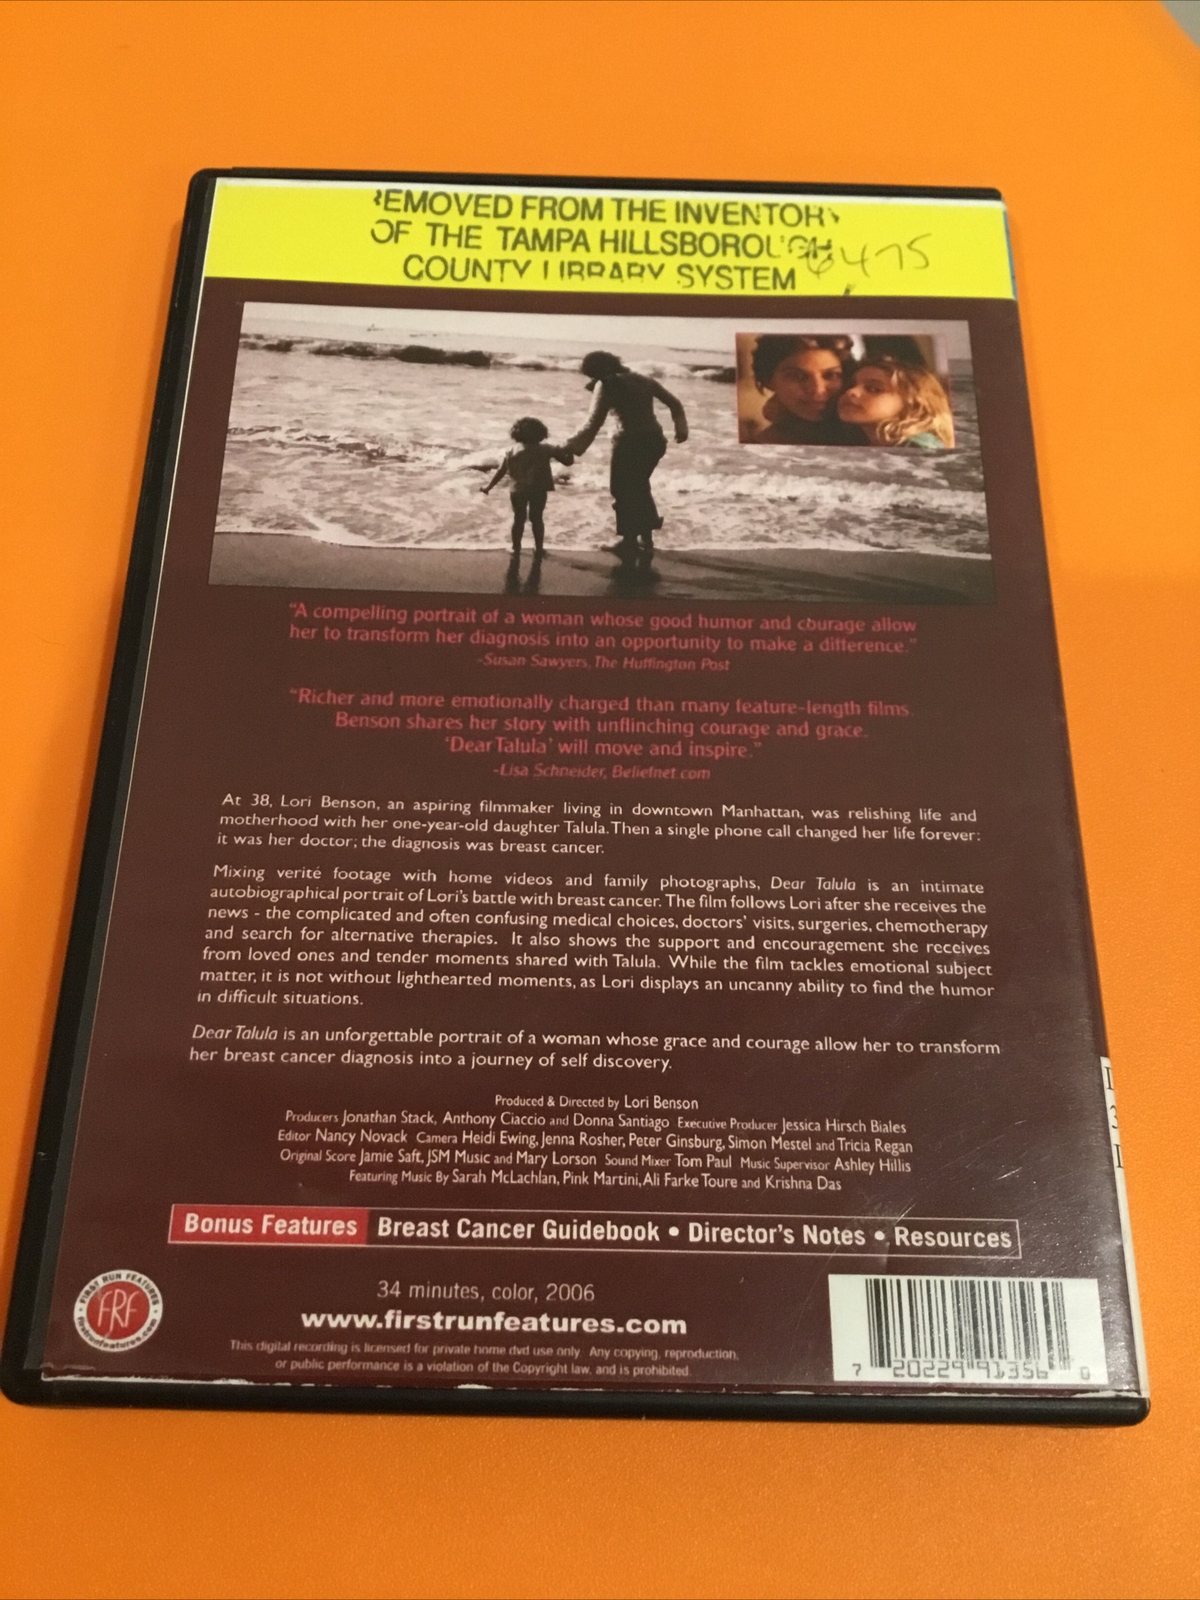 REMOVED FROM THE INVENTORY
OF THE TAMPA HILLSBOROUGH
COUNTY LIBRARY SYSTEM
6475
"A compelling portrait of a woman whose good humor and courage allow
her to transform her diagnosis into an opportunity to make a difference."
-Susan Sawyers, The Huffington Post
"Richer and more emotionally charged than many feature-length films.
Benson shares her story with unflinching courage and grace.
'Dear Talula' will move and inspire."
-Lisa Schneider, Beliefnet.com
At 38, Lori Benson, an aspiring filmmaker living in downtown Manhattan, was relishing life and
motherhood with her one-year-old daughter Talula. Then a single phone call changed her life forever:
it was her doctor; the diagnosis was breast cancer.
Mixing verité footage with home videos and family photographs, Dear Talula is an intimate
autobiographical portrait of Lori's battle with breast cancer. The film follows Lori after she receives the
news - the complicated and often confusing medical choices, doctors' visits, surgeries, chemotherapy
and search for alternative therapies. It also shows the support and encouragement she receives
from loved ones and tender moments shared with Talula. While the film tackles emotional subject
matter, it is not without lighthearted moments, as Lori displays an uncanny ability to find the humor
in difficult situations.
Dear Talula is an unforgettable portrait of a woman whose grace and courage allow her to transform
her breast cancer diagnosis into a journey of self discovery.
Produced & Directed by Lori Benson
Producers Jonathan Stack, Anthony Ciaccio and Donna Santiago Executive Producer Jessica Hirsch Biales
Editor Nancy Novack Camera Heidi Ewing, Jenna Rosher, Peter Ginsburg, Simon Mestel and Tricia Regan
Original Score Jamie Saft, JSM Music and Mary Lorson Sound Mixer Tom Paul Music Supervisor Ashley Hillis
Featuring Music By Sarah McLachlan, Pink Martini, Ali Farke Toure and Krishna Das
Bonus Features Breast Cancer Guidebook • Director's Notes • Resources
FIRST RUN FEATURES
FRF
firstrunfeatures.com
34 minutes, color, 2006
www.firstrunfeatures.com
This digital recording is licensed for private home dvd use only. Any copying, reproduction,
or public performance is a violation of the Copyright law, and is prohibited.
7 20229 91356 0